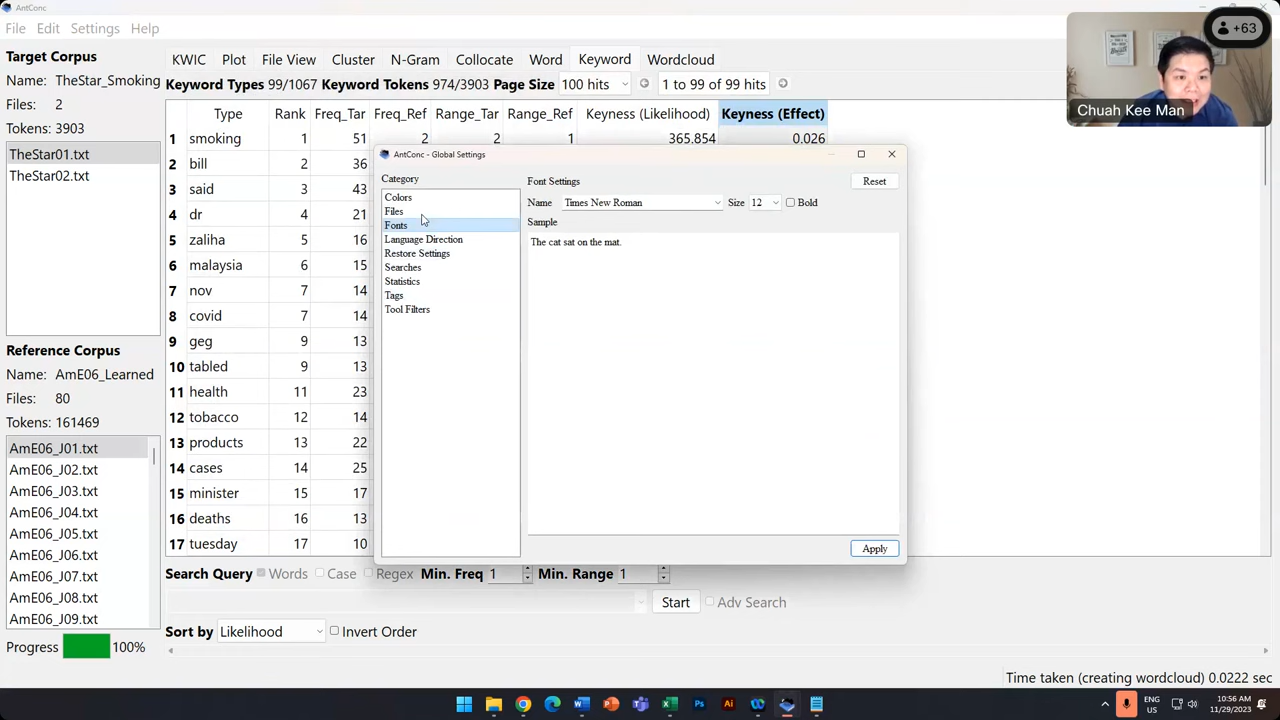 AntConc
File Edit Settings Help
+63
Chuah Kee Man
Target Corpus
Name: TheStar_Smoking
Files: 2
Tokens: 3903
TheStar01.txt
TheStar02.txt
Reference Corpus
Name: AmE06_Learned
Files: 80
Tokens: 161469
AmE06_J01.txt
AmE06_J02.txt
AmE06_J03.txt
AmE06_J04.txt
AmE06_J05.txt
AmE06_J06.txt
AmE06_J07.txt
AmE06_J08.txt
AmE06_J09.txt
Progress 100%
KWIC Plot File View Cluster N-Gram Collocate Word Keyword Wordcloud
Keyword Types 99/1067 Keyword Tokens 974/3903 Page Size 100 hits 1 to 99 of 99 hits
Type Rank Freq_Tar Freq_Ref Range_Tar Range_Ref Keyness (Likelihood) Keyness (Effect)
1 smoking 1 51 2 2 1 365.854 0.026
2 bill 2 36
3 said 3 43
4 dr 4 21
5 zaliha 5 16
6 malaysia 6 15
7 nov 7 14
8 covid 7 14
9 geg 9 13
10 tabled 9 13
11 health 11 23
12 tobacco 12 14
13 products 13 22
14 cases 14 25
15 minister 15 17
16 deaths 16 13
17 tuesday 17 10
AntConc - Global Settings
Category
Colors
Files
Fonts
Language Direction
Restore Settings
Searches
Statistics
Tags
Tool Filters
Font Settings Reset
Name Times New Roman Size 12 Bold
Sample
The cat sat on the mat.
Apply
Search Query Words Case Regex Min. Freq 1 Min. Range 1
Start Adv Search
Sort by Likelihood Invert Order
Time taken (creating wordcloud) 0.0222 sec
ENG
US
10:56 AM
11/29/2023